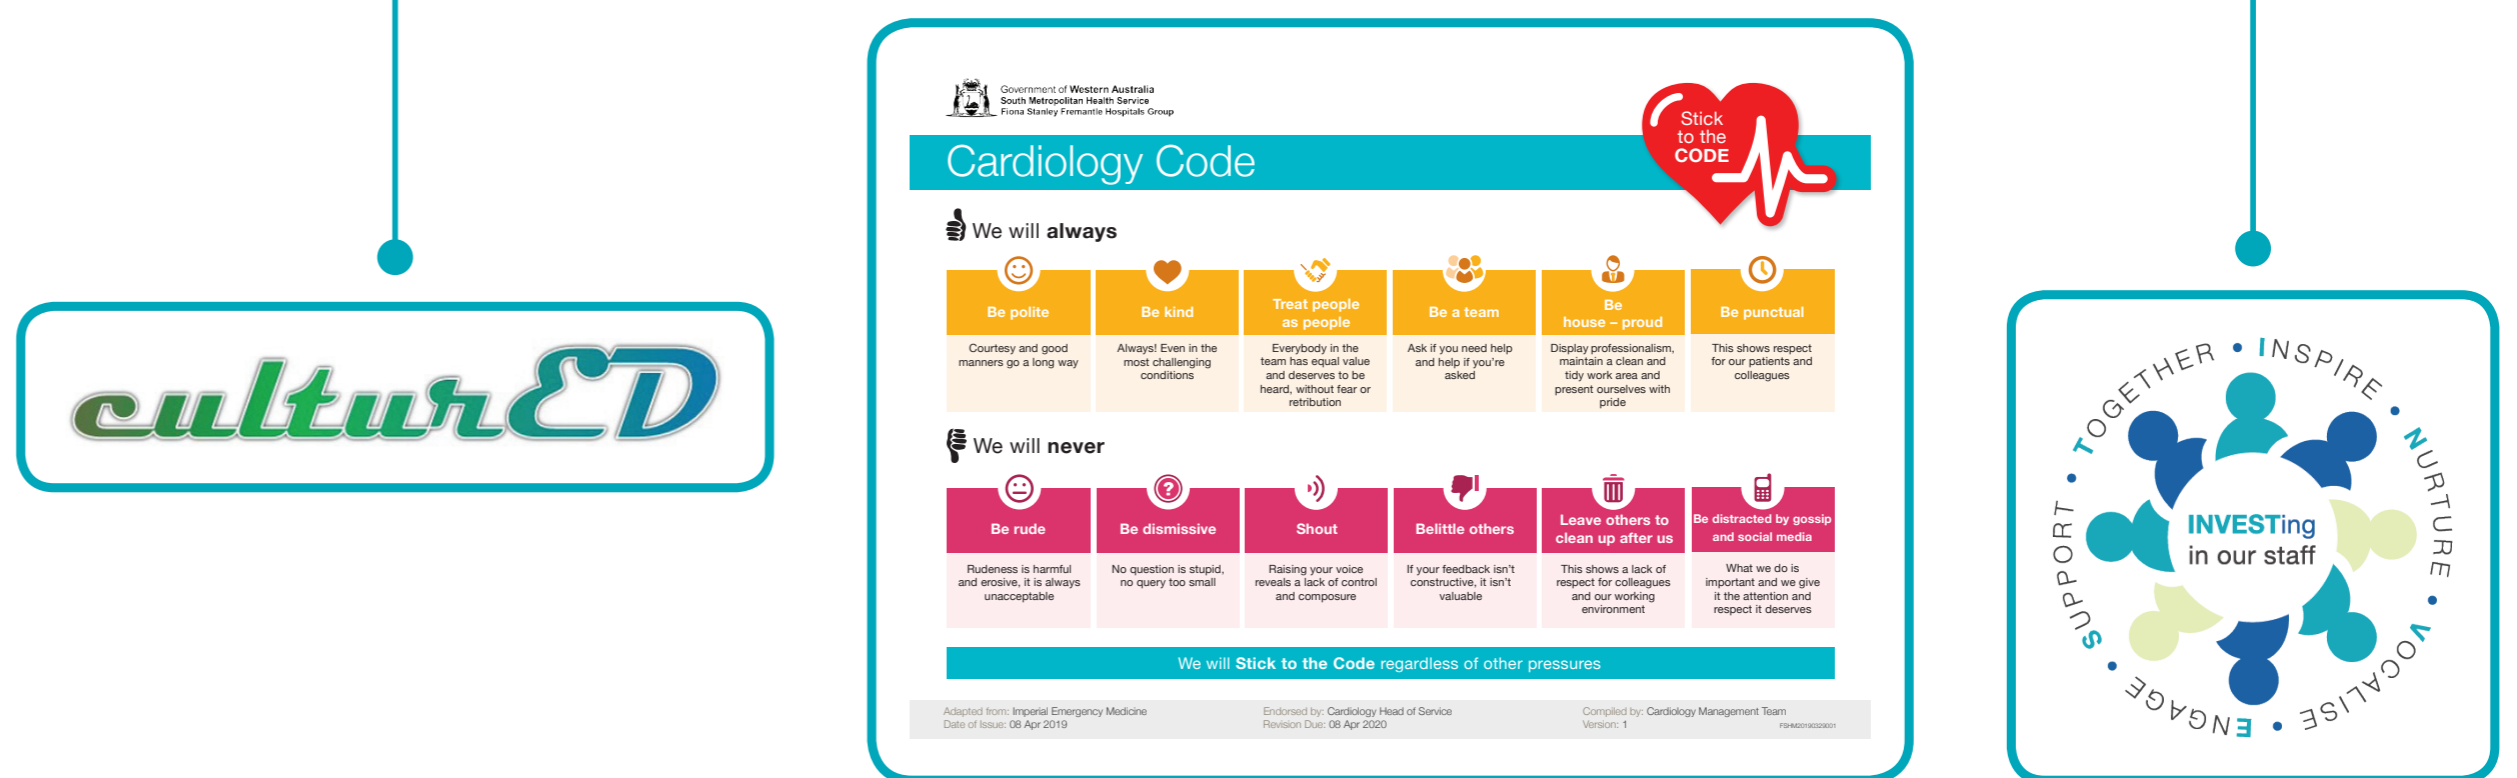 culturED
Government of Western Australia
South Metropolitan Health Service
Fiona Stanley Fremantle Hospitals Group
Cardiology Code
Stick
to the
CODE
We will always
Be polite
Courtesy and good
manners go a long way
Be kind
Always! Even in the
most challenging
conditions
Treat people
as people
Everybody in the
team has equal value
and deserves to be
heard, without fear or
retribution
Be a team
Ask if you need help
and help if you're
asked
Be
house – proud
Display professionalism,
maintain a clean and
tidy work area and
present ourselves with
pride
Be punctual
This shows respect
for our patients and
colleagues
We will never
Be rude
Rudeness is harmful
and erosive, it is always
unacceptable
Be dismissive
No question is stupid,
no query too small
Shout
Raising your voice
reveals a lack of control
and composure
Belittle others
If your feedback isn't
constructive, it isn't
valuable
Leave others to
clean up after us
This shows a lack of
respect for colleagues
and our working
environment
Be distracted by gossip
and social media
What we do is
important and we give
it the attention and
respect it deserves
We will Stick to the Code regardless of other pressures
Adapted from: Imperial Emergency Medicine
Date of Issue: 08 Apr 2019
Endorsed by: Cardiology Head of Service
Revision Due: 08 Apr 2020
Compiled by: Cardiology Management Team
Version: 1
FSHM20190329001
INSPIRE • NURTURE • VOCALISE • ENGAGE • SUPPORT • TOGETHER •
INVESTing
in our staff